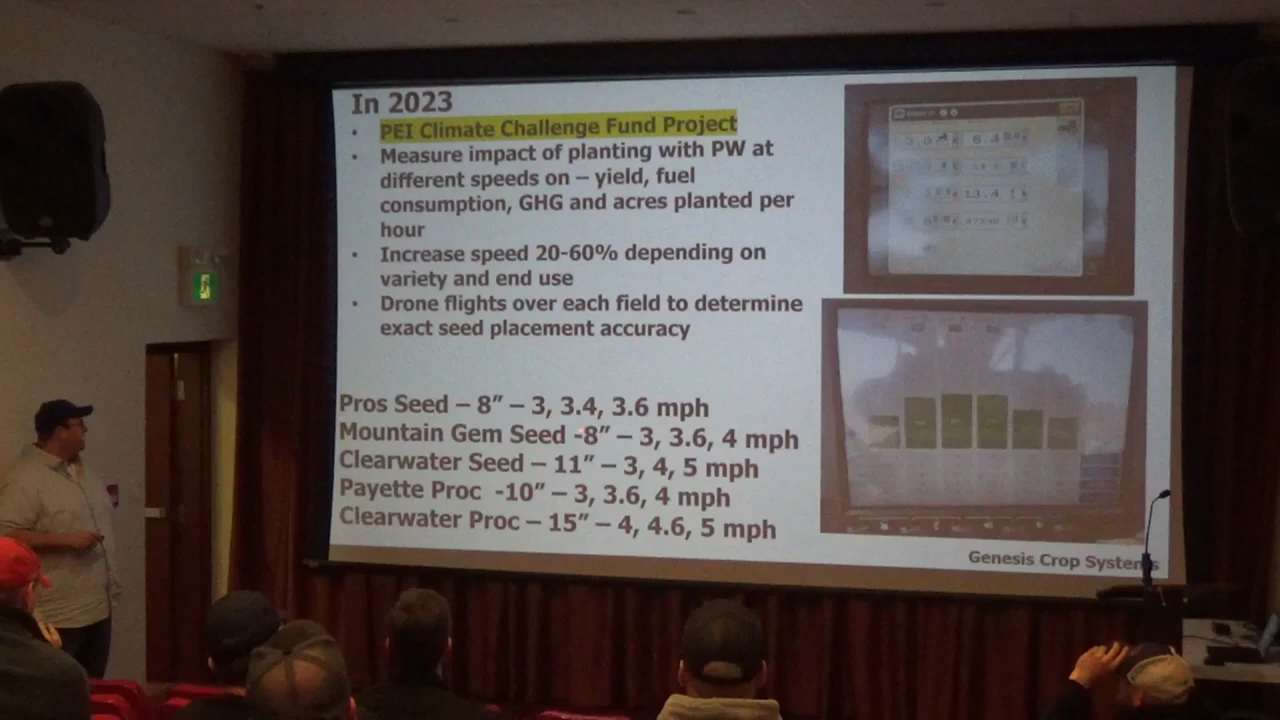 In 2023
• PEI Climate Challenge Fund Project
• Measure impact of planting with PW at
different speeds on – yield, fuel
consumption, GHG and acres planted per
hour
• Increase speed 20-60% depending on
variety and end use
• Drone flights over each field to determine
exact seed placement accuracy
Pros Seed – 8” – 3, 3.4, 3.6 mph
Mountain Gem Seed -8” – 3, 3.6, 4 mph
Clearwater Seed – 11” – 3, 4, 5 mph
Payette Proc -10” – 3, 3.6, 4 mph
Clearwater Proc – 15” – 4, 4.6, 5 mph
Genesis Crop Systems
6.4
13.4